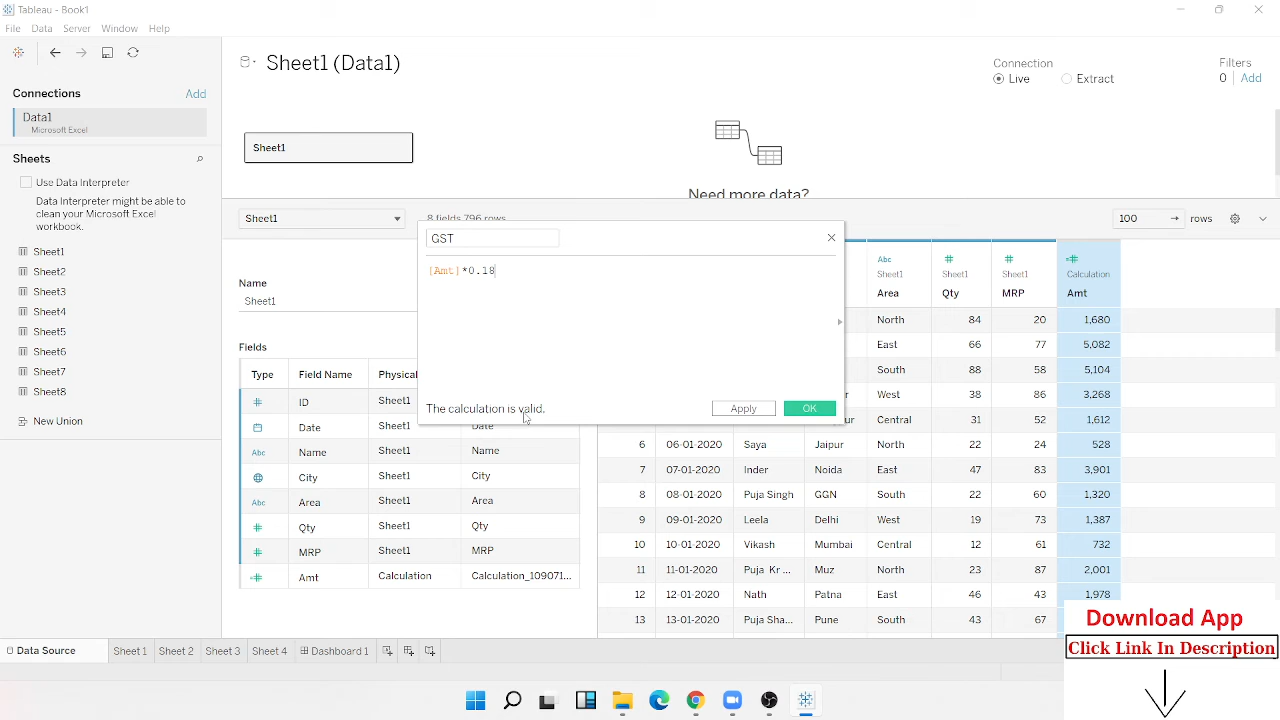 Tableau - Book1
File Data Server Window Help
Connections Add
Data1
Microsoft Excel
Sheets
Use Data Interpreter
Data Interpreter might be able to
clean your Microsoft Excel
workbook.
Sheet1
Sheet2
Sheet3
Sheet4
Sheet5
Sheet6
Sheet7
Sheet8
New Union
Sheet1 (Data1)
Connection
Live Extract
Filters
0 Add
Sheet1
Need more data?
Sheet1 8 fields 796 rows 100 → rows
Name
Sheet1
Fields
Type Field Name Physical
ID Sheet1
Date Sheet1 Date
Abc Name Sheet1 Name
City Sheet1 City
Abc Area Sheet1 Area
Qty Sheet1 Qty
MRP Sheet1 MRP
Amt Calculation Calculation_109071...
GST
[Amt]*0.18
The calculation is valid.
Apply OK
Abc
Sheet1 Sheet1 Sheet1 Calculation
Area Qty MRP Amt
North 84 20 1,680
East 66 77 5,082
South 88 58 5,104
West 38 86 3,268
Central 31 52 1,612
6 06-01-2020 Saya Jaipur North 22 24 528
7 07-01-2020 Inder Noida East 47 83 3,901
8 08-01-2020 Puja Singh GGN South 22 60 1,320
9 09-01-2020 Leela Delhi West 19 73 1,387
10 10-01-2020 Vikash Mumbai Central 12 61 732
11 11-01-2020 Puja Kr ... Muz North 23 87 2,001
12 12-01-2020 Nath Patna East 46 43 1,978
13 13-01-2020 Puja Sha... Pune South 43 67
Data Source Sheet 1 Sheet 2 Sheet 3 Sheet 4 Dashboard 1
Download App
Click Link In Description